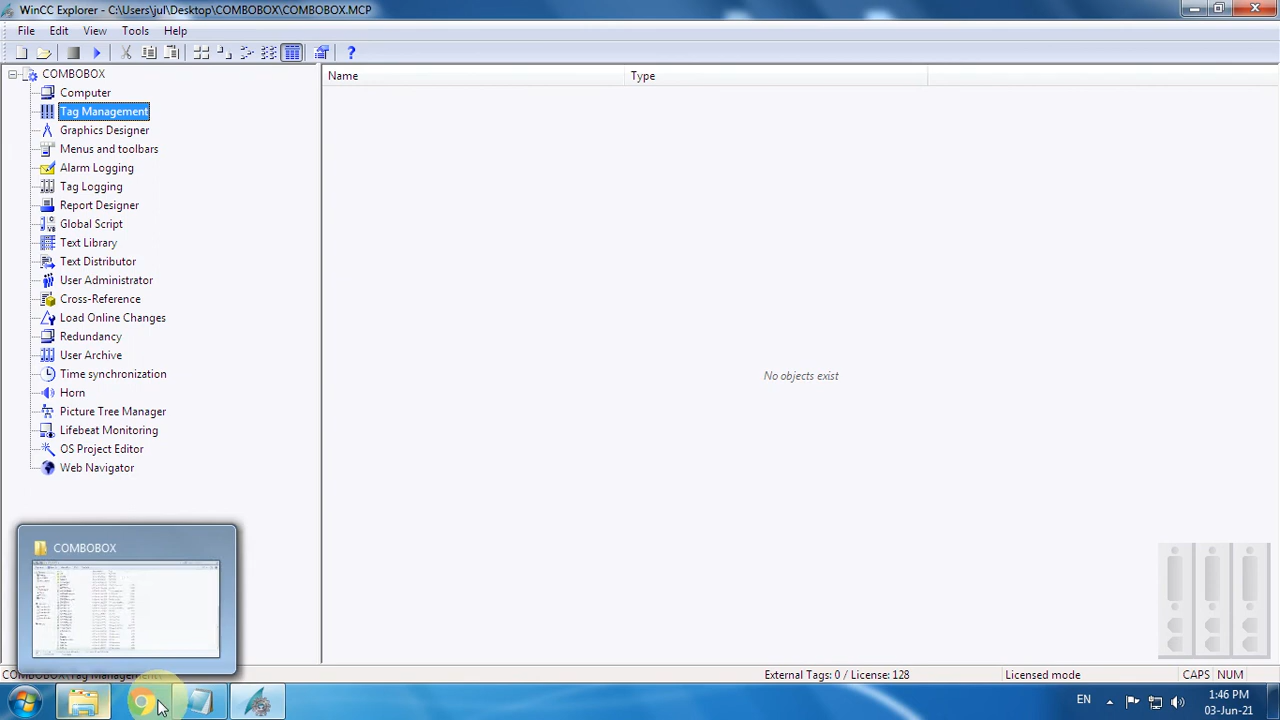 WinCC Explorer - C:\Users\jul\Desktop\COMBOBOX\COMBOBOX.MCP
File Edit View Tools Help
COMBOBOX
Computer
Tag Management
Graphics Designer
Menus and toolbars
Alarm Logging
Tag Logging
Report Designer
Global Script
Text Library
Text Distributor
User Administrator
Cross-Reference
Load Online Changes
Redundancy
User Archive
Time synchronization
Horn
Picture Tree Manager
Lifebeat Monitoring
OS Project Editor
Web Navigator
Name Type
No objects exist
COMBOBOX
COMBOBOX\Tag Management\ External Tags: 0 / License: 128 Licensed mode CAPS NUM
EN 1:46 PM
03-Jun-21